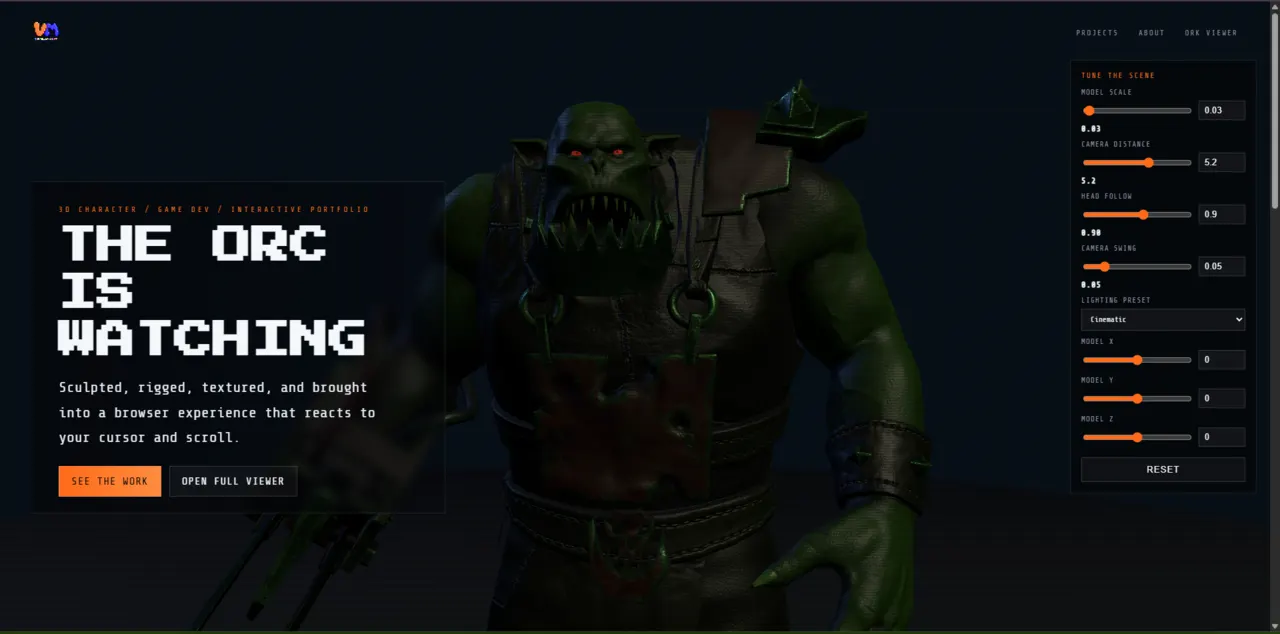 VM
PROJECTS ABOUT ORK VIEWER
3D CHARACTER / GAME DEV / INTERACTIVE PORTFOLIO
THE ORC
IS
WATCHING
Sculpted, rigged, textured, and brought
into a browser experience that reacts to
your cursor and scroll.
SEE THE WORK OPEN FULL VIEWER
TUNE THE SCENE
MODEL SCALE
0.03
0.03
CAMERA DISTANCE
5.2
5.2
HEAD FOLLOW
0.9
0.90
CAMERA SWING
0.05
0.05
LIGHTING PRESET
Cinematic
MODEL X
0
MODEL Y
0
MODEL Z
0
RESET